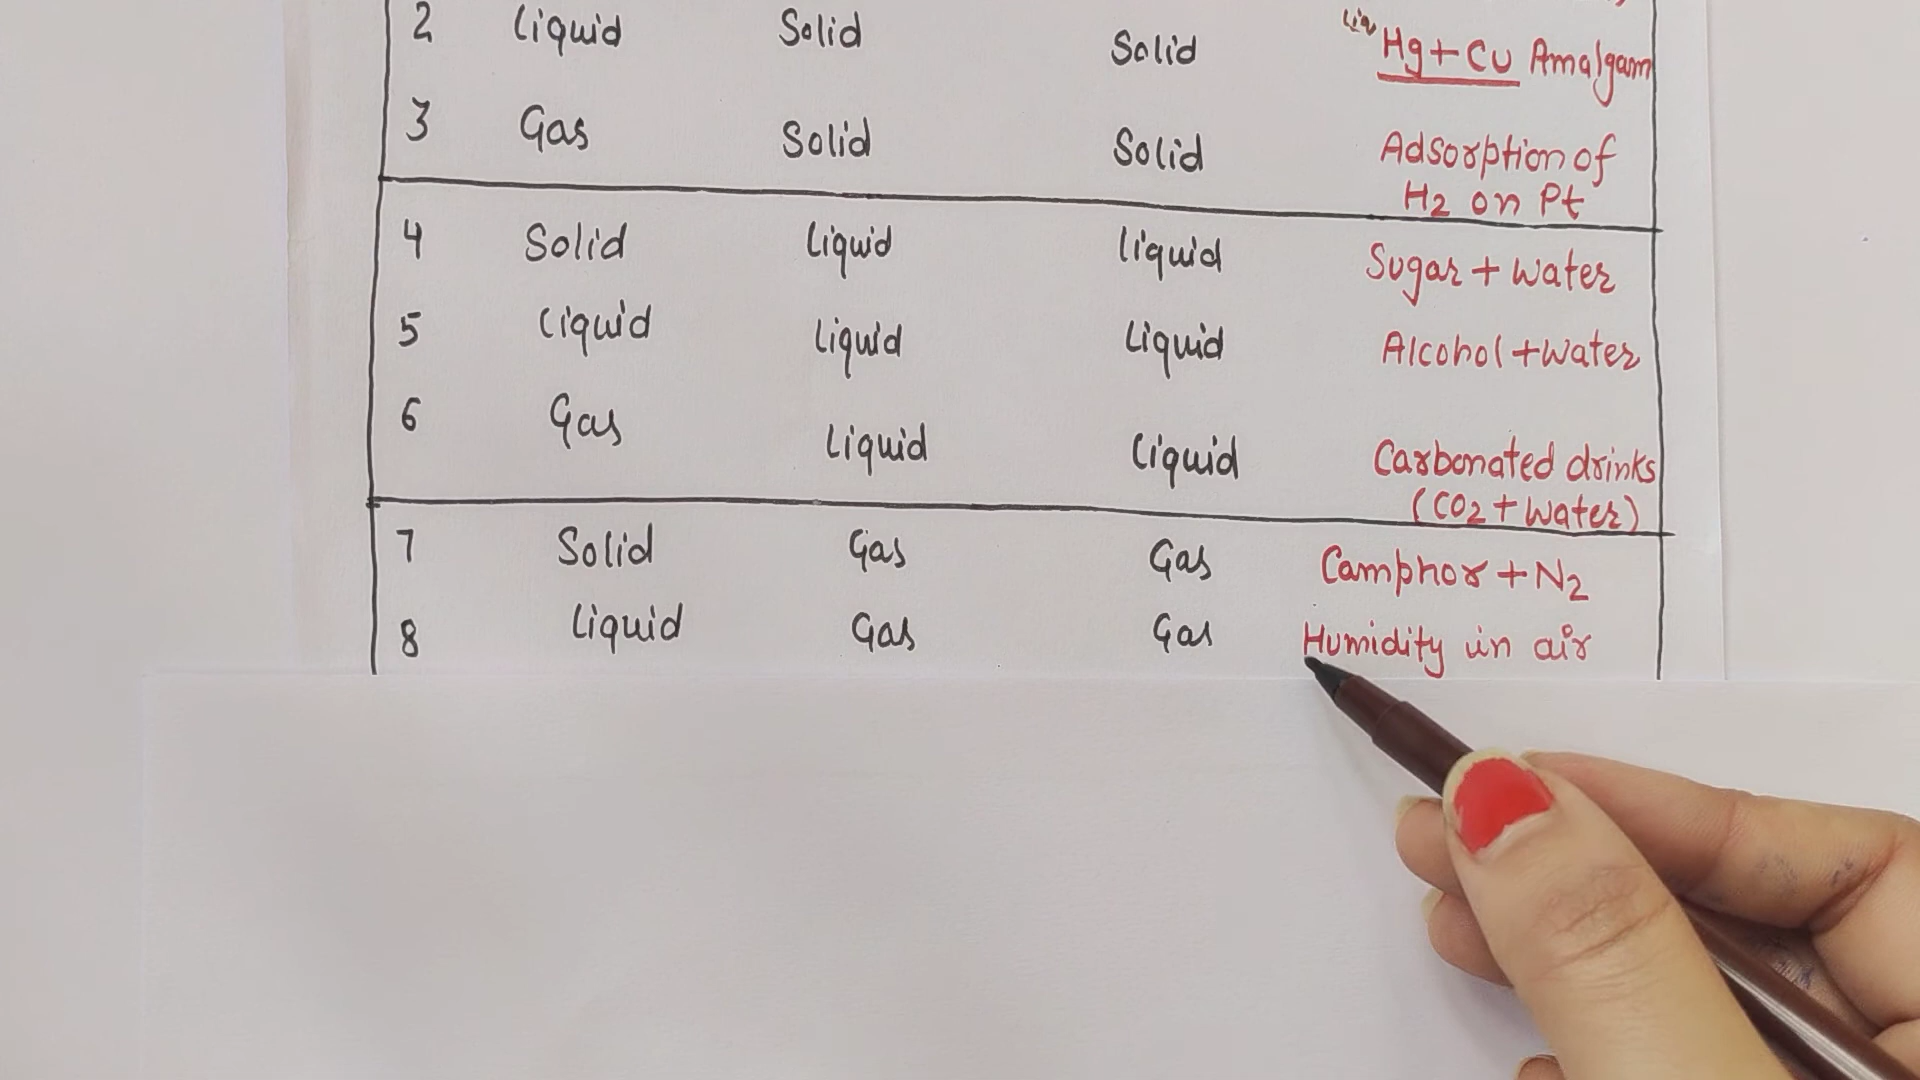 2 Liquid Solid Solid Liq Hg + Cu Amalgam
3 Gas Solid Solid Adsorption of
H2 on Pt
4 Solid Liquid Liquid Sugar + Water
5 Liquid Liquid Liquid Alcohol + Water
6 Gas Liquid Liquid Carbonated drinks
(CO2 + Water)
7 Solid Gas Gas Camphor + N2
8 Liquid Gas Gas Humidity in air